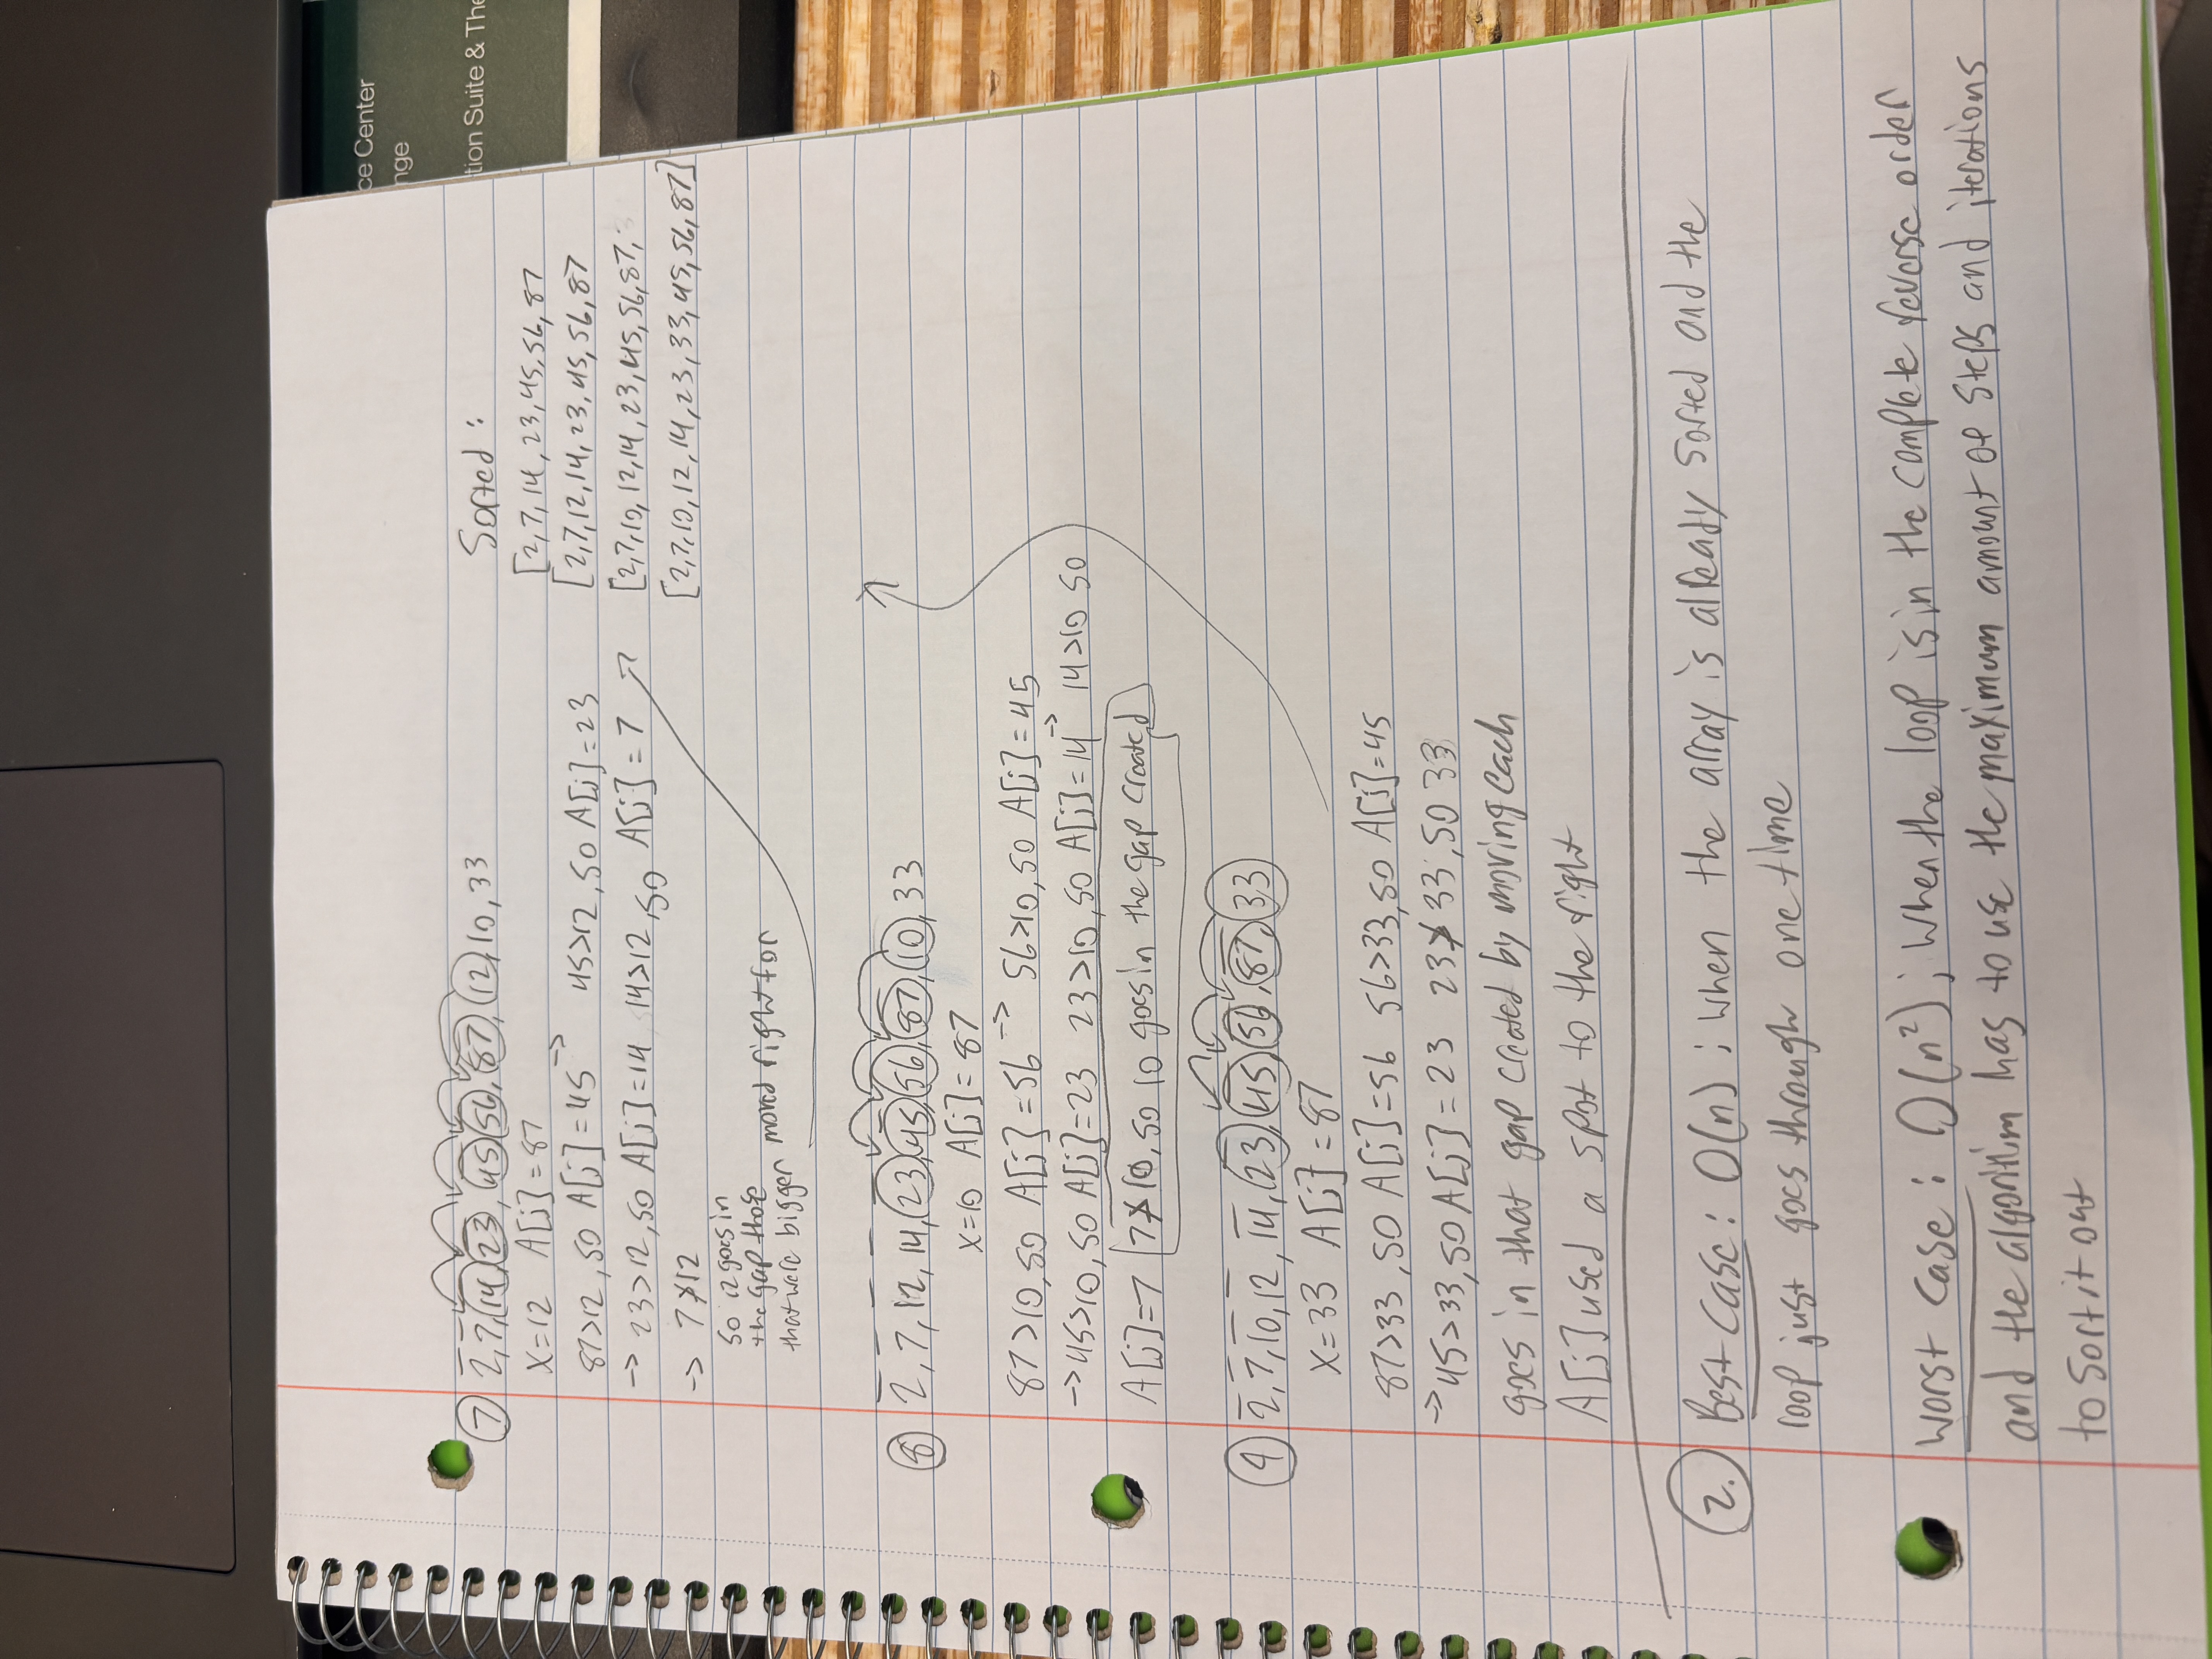 ⑦ 2, 7, 14, 23, 45, 56, 87, 12, 10, 33
x=12 A[j]=87
87>12, so A[j]=45 -> 45>12, so A[j]=23
-> 23>12, so A[j]=14 14>12, so A[j]=7
-> 7≯12
so 12 goes in
the gap those
that were bigger moved right for
Sorted:
[2,7,14,23,45,56,87
[2,7,12,14,23,45,56,87
[2,7,10,12,14,23,45,56,87,
[2,7,10,12,14,23,33,45,56,87]
⑧ 2, 7, 12, 14, 23, 45, 56, 87, 10, 33
x=10 A[j]=87
87>10, so A[j]=56 -> 56>10, so A[j]=45
-> 45>10, so A[j]=23 23>10, so A[j]=14 -> 14>10 so
A[j]=7 7≯10, so 10 goes in the gap created
⑨ 2, 7, 10, 12, 14, 23, 45, 56, 87, 33
x=33 A[j]=87
87>33, so A[j]=56 56>33, so A[j]=45
-> 45>33, so A[j]=23 23≯33, so 33
goes in that gap created by moving each
A[j] used a spot to the right
2. Best Case: O(n); when the array is already sorted and the
loop just goes through one time
Worst Case: O(n²); When the loop is in the complete reverse order
and the algorithim has to use the maximum amount of steps and iterations
to sort it out
ce Center
nge
tion Suite & The